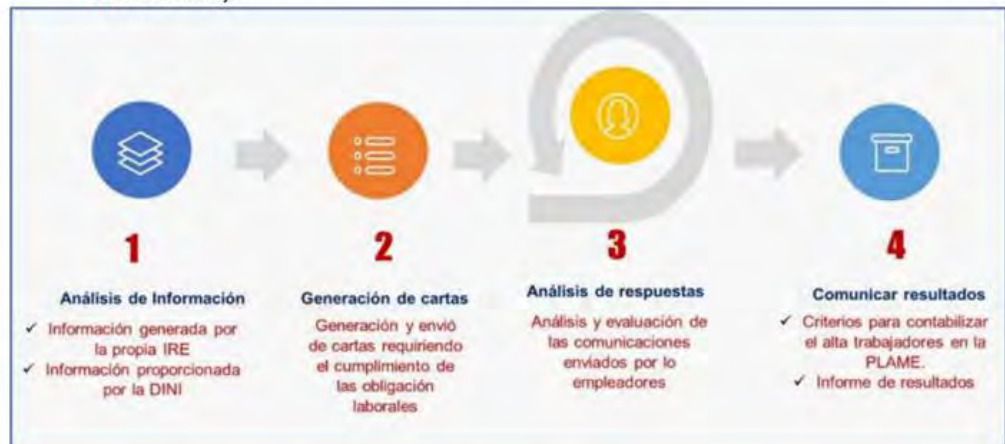 1
Análisis de Información
✓ Información generada por
la propia IRE
✓ Información proporcionada
por la DINI
2
Generación de cartas
Generación y envió
de cartas requiriendo
el cumplimiento de
las obligación
laborales
3
Análisis de respuestas
Análisis y evaluación de
las comunicaciones
enviados por lo
empleadores
4
Comunicar resultados
✓ Criterios para contabilizar
el alta trabajadores en la
PLAME.
✓ Informe de resultados